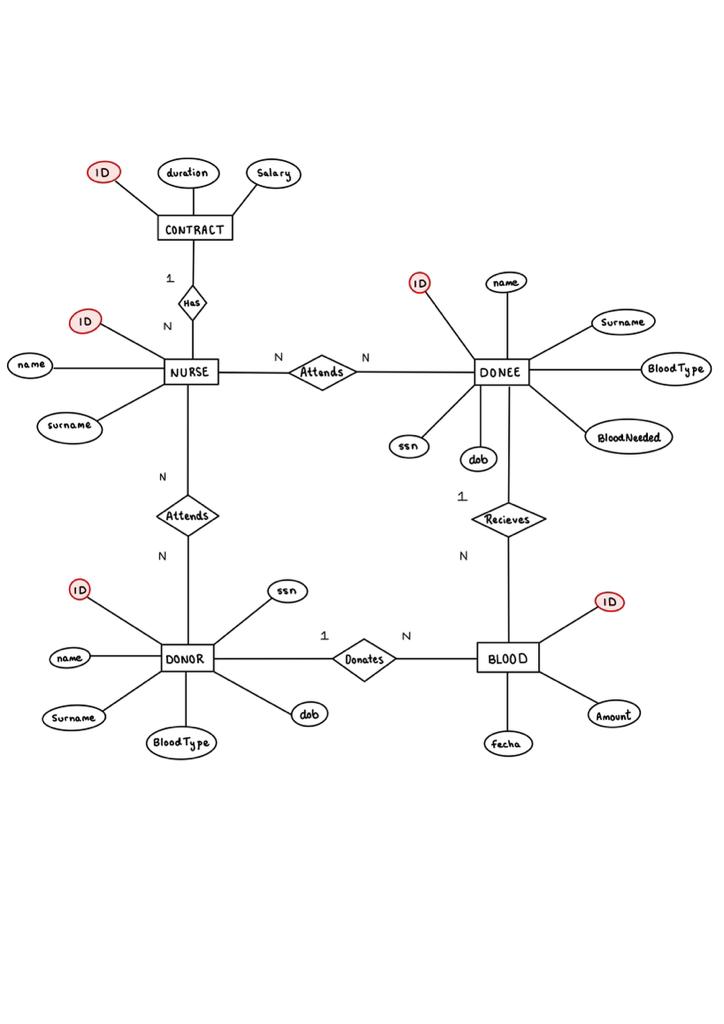 ID
duration
Salary
CONTRACT
1
Has
N
ID
name
surname
NURSE
N
Attends
N
ID
name
Surname
BloodType
DONEE
BloodNeeded
ssn
dob
N
Attends
N
1
Recieves
N
ID
ssn
name
DONOR
1
Donates
N
BLOOD
ID
Surname
BloodType
dob
Amount
fecha